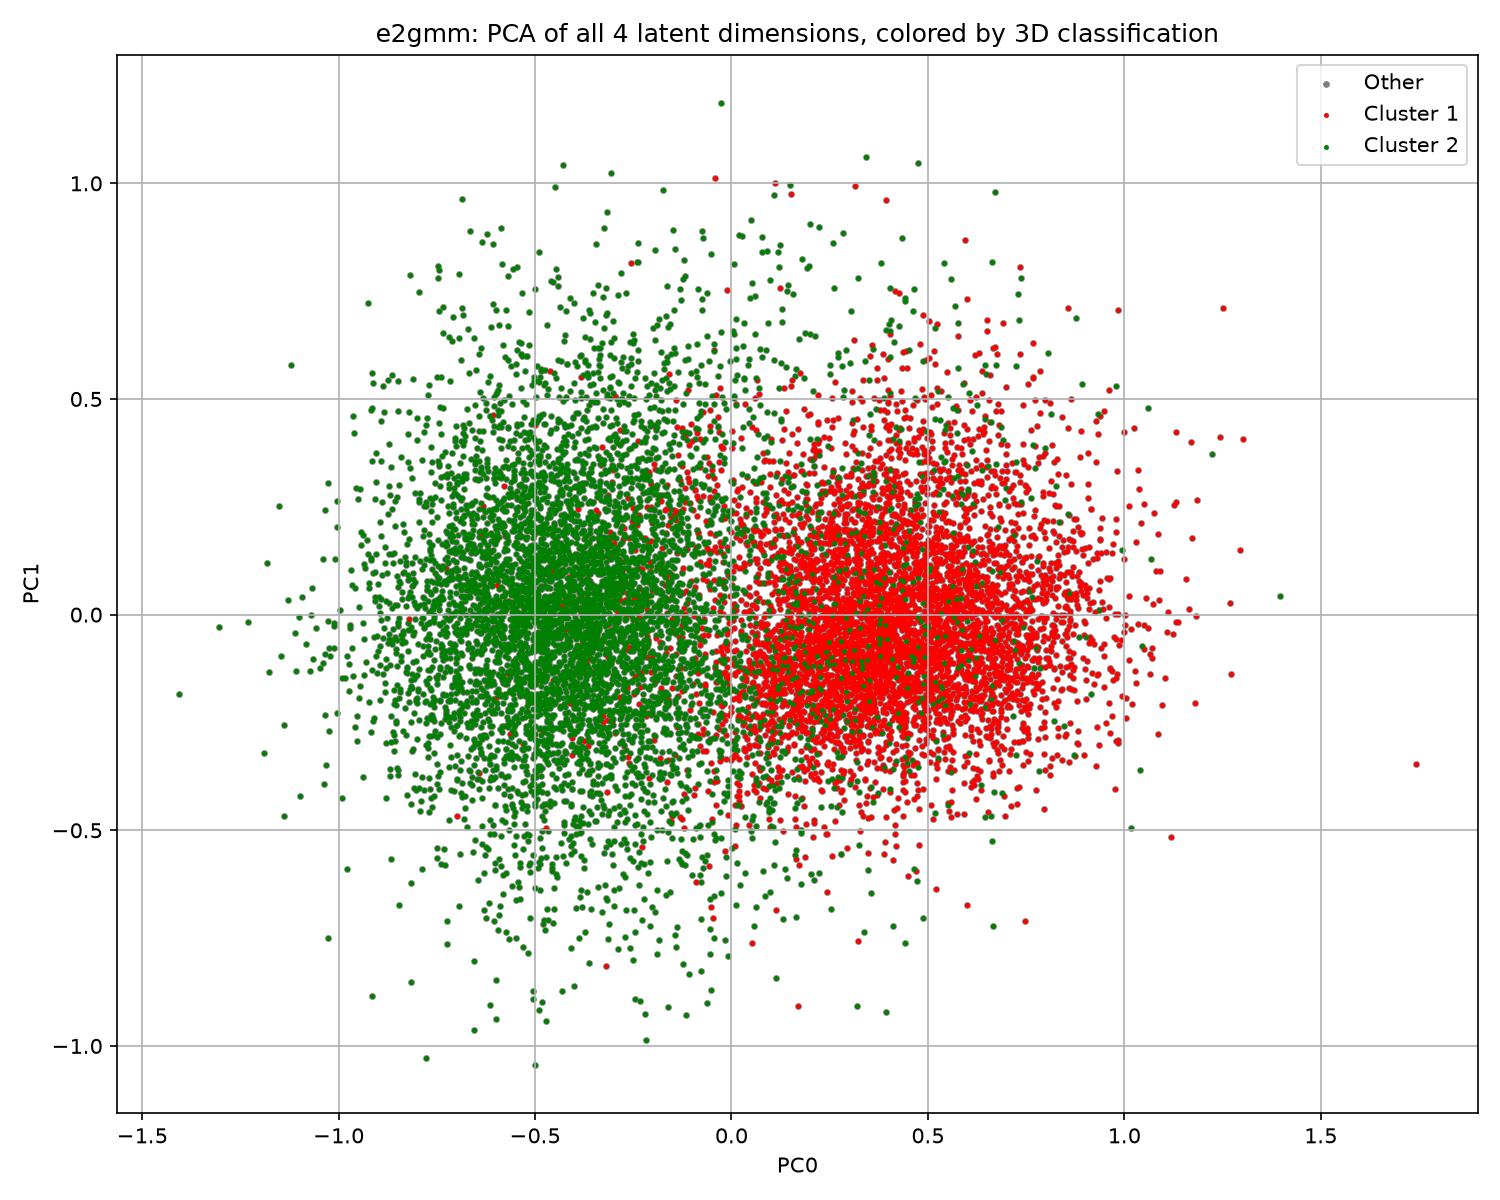 e2gmm: PCA of all 4 latent dimensions, colored by 3D classification
Other
Cluster 1
Cluster 2
PC1
1.0
0.5
0.0
−0.5
−1.0
−1.5
−1.0
−0.5
0.0
0.5
1.0
1.5
PC0